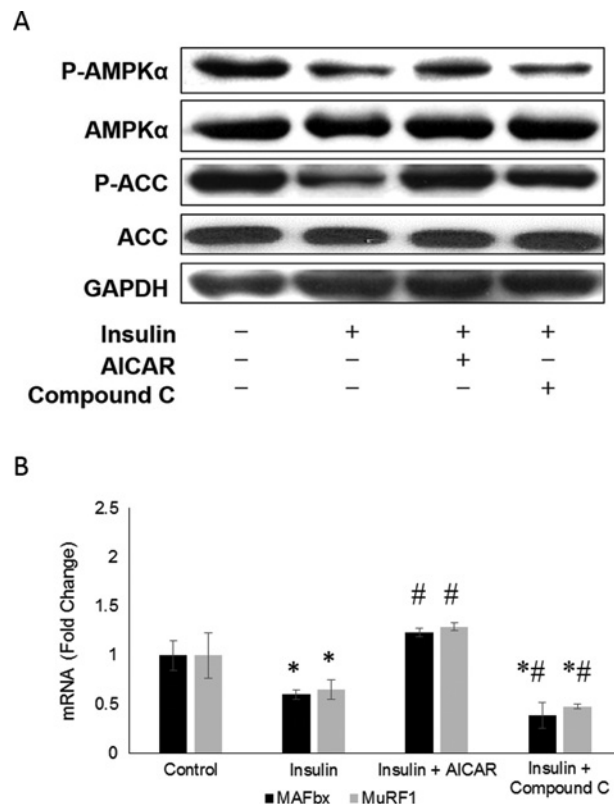 A
P-AMPKα
AMPKα
P-ACC
ACC
GAPDH
Insulin − + + +
AICAR − − + −
Compound C − − − +
B
mRNA (Fold Change)
2.5
2
1.5
1
0.5
0
* * # # *# *#
Control Insulin Insulin + AICAR Insulin +
Compound C
MAFbx MuRF1